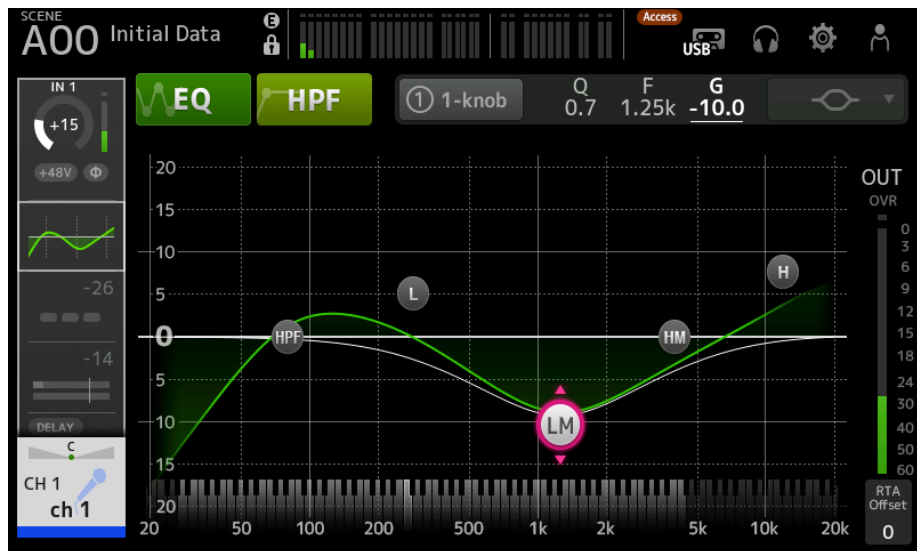 SCENE
A00 Initial Data
E
Access
USB
IN 1
+15
+48V Φ
-26
-14
DELAY
C
CH 1
ch 1
EQ
HPF
1 1-knob
Q
0.7
F
1.25k
G
-10.0
20
15
10
5
0
5
10
15
20
HPF
L
LM
HM
H
20 50 100 200 500 1k 2k 5k 10k 20k
OUT
OVR
0
3
6
9
12
15
18
24
30
40
50
60
RTA
Offset
0